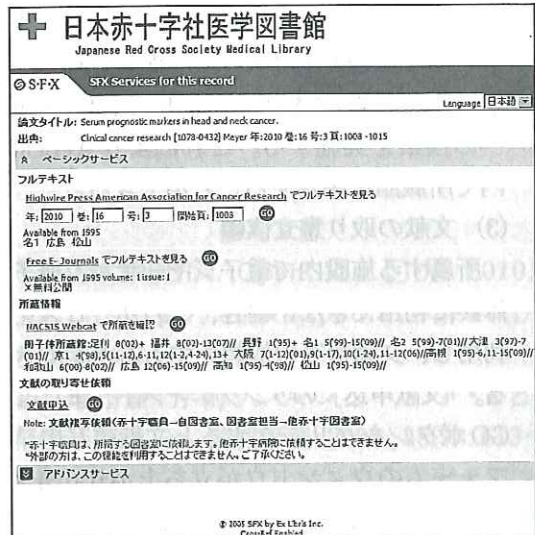 日本赤十字社医学図書館
Japanese Red Cross Society Medical Library
S·F·X SFX Services for this record
Language 日本語
論文タイトル: Serum prognostic markers in head and neck cancer.
出典: Clinical cancer research [1078-0432] Meyer 年:2010 巻:16 号:3 頁:1008 -1015
ベーシックサービス
フルテキスト
Highwire Press American Association for Cancer Research でフルテキストを見る
年: 2010 巻: 16 号: 3 開始頁: 1008 GO
Available from 1995
名1 広島 松山
Free E-Journals でフルテキストを見る GO
Available from 1995 volume: 1 issue: 1
×無料公開
所蔵情報
NACSIS Webcat で所蔵を確認 GO
冊子体所蔵館:足利 8(02)+ 福井 8(02)-13(07)// 長野 1(95)+ 名1 5(99)-15(09)// 名2 5(99)-7(01)// 大津 3(97)-7
(01)// 京1 4(98),5(11-12),6-11,12(1-2,4-24),13+ 大阪 7(1-12)(01),9(1-17),10(1-24),11-12(06)//高槻 1(95)-6,11-15(09)//
和歌山 6(00)-8(02)// 広島 12(06)-15(09)// 高知 1(95)-4(98)// 松山 1(95)-15(09)//
文献の取り寄せ依頼
文献申込 GO
Note: 文献複写依頼(赤十字職員―自図書室、図書室担当―他赤十字図書室)
*赤十字職員は、所属する図書室に依頼します。他赤十字病院に依頼することはできません。
*外部の方は、この機能を利用することはできません。ご了承ください。
アドバンスサービス
© 2005 SFX by Ex Libris Inc.
CrossRef Enabled